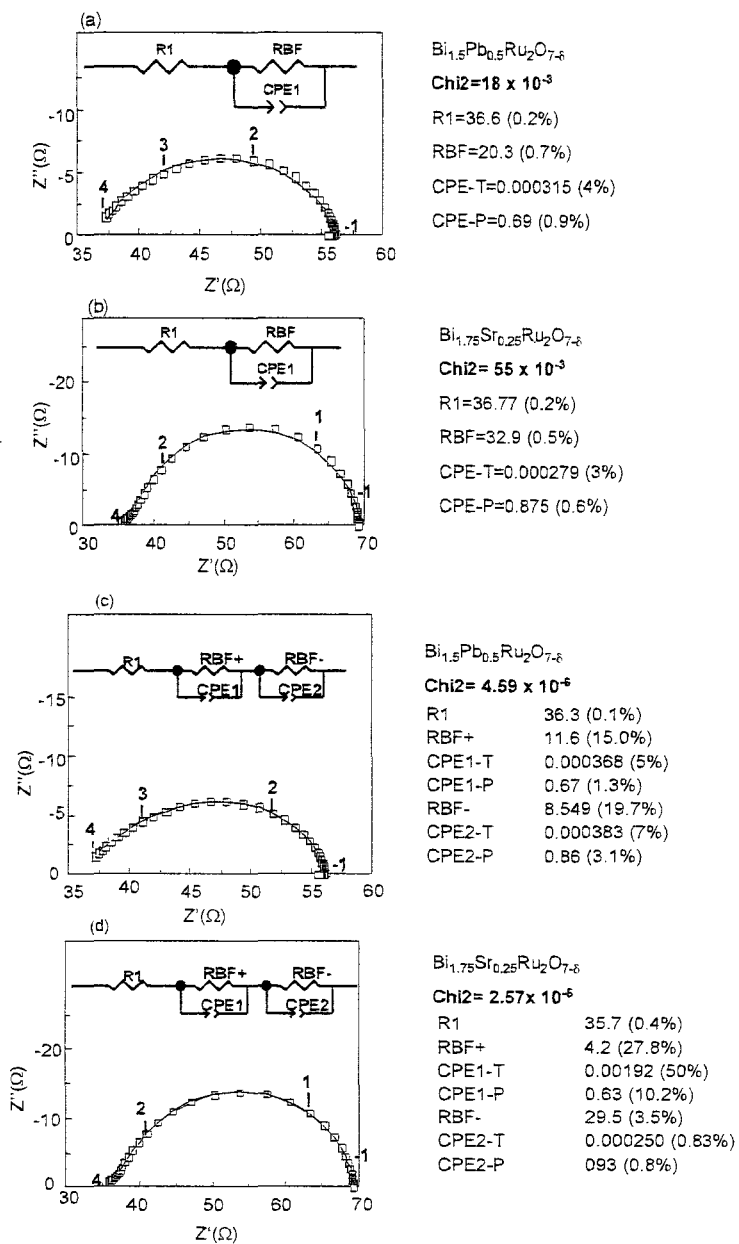 (a)
R1 RBF
CPE1
-10
-5
0
Z''(Ω)
4 3 2 -1
35 40 45 50 55 60
Z'(Ω)
Bi1.5Pb0.5Ru2O7-δ
Chi2=18 x 10-3
R1=36.6 (0.2%)
RBF=20.3 (0.7%)
CPE-T=0.000315 (4%)
CPE-P=0.69 (0.9%)
(b)
R1 RBF
CPE1
-20
-10
0
Z''(Ω)
4 2 1 -1
30 40 50 60 70
Z'(Ω)
Bi1.75Sr0.25Ru2O7-δ
Chi2= 55 x 10-3
R1=36.77 (0.2%)
RBF=32.9 (0.5%)
CPE-T=0.000279 (3%)
CPE-P=0.875 (0.6%)
(c)
R1 RBF+ RBF-
CPE1 CPE2
-15
-10
-5
0
Z''(Ω)
4 3 2 -1
35 40 45 50 55 60
Z'(Ω)
Bi1.5Pb0.5Ru2O7-δ
Chi2= 4.59 x 10-6
R1 36.3 (0.1%)
RBF+ 11.6 (15.0%)
CPE1-T 0.000368 (5%)
CPE1-P 0.67 (1.3%)
RBF- 8.549 (19.7%)
CPE2-T 0.000383 (7%)
CPE2-P 0.86 (3.1%)
(d)
R1 RBF+ RBF-
CPE1 CPE2
-20
-10
0
Z''(Ω)
4 2 1 -1
30 40 50 60 70
Z'(Ω)
Bi1.75Sr0.25Ru2O7-δ
Chi2= 2.57x 10-6
R1 35.7 (0.4%)
RBF+ 4.2 (27.8%)
CPE1-T 0.00192 (50%)
CPE1-P 0.63 (10.2%)
RBF- 29.5 (3.5%)
CPE2-T 0.000250 (0.83%)
CPE2-P 093 (0.8%)